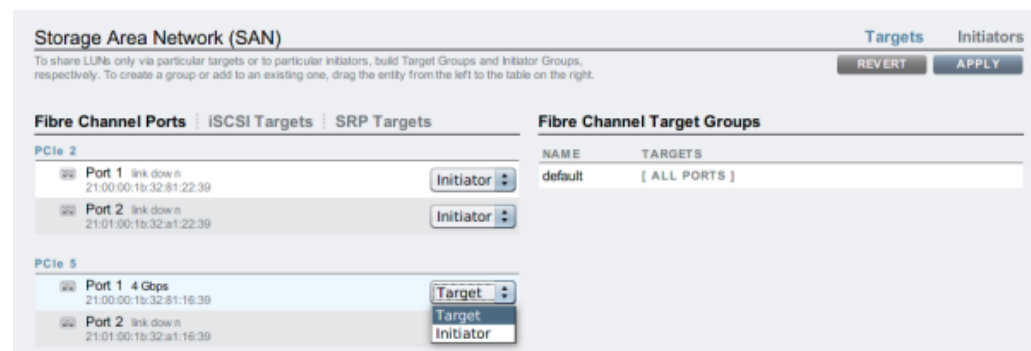 Storage Area Network (SAN)
Targets Initiators
To share LUNs only via particular targets or to particular initiators, build Target Groups and Initiator Groups,
respectively. To create a group or add to an existing one, drag the entity from the left to the table on the right.
REVERT APPLY
Fibre Channel Ports iSCSI Targets SRP Targets
Fibre Channel Target Groups
PCIe 2
NAME TARGETS
Port 1 link down
21:00:00:1b:32:81:22:39
Initiator
default [ ALL PORTS ]
Port 2 link down
21:01:00:1b:32:a1:22:39
Initiator
PCIe 5
Port 1 4 Gbps
21:00:00:1b:32:81:16:39
Target
Target
Initiator
Port 2 link down
21:01:00:1b:32:a1:16:39